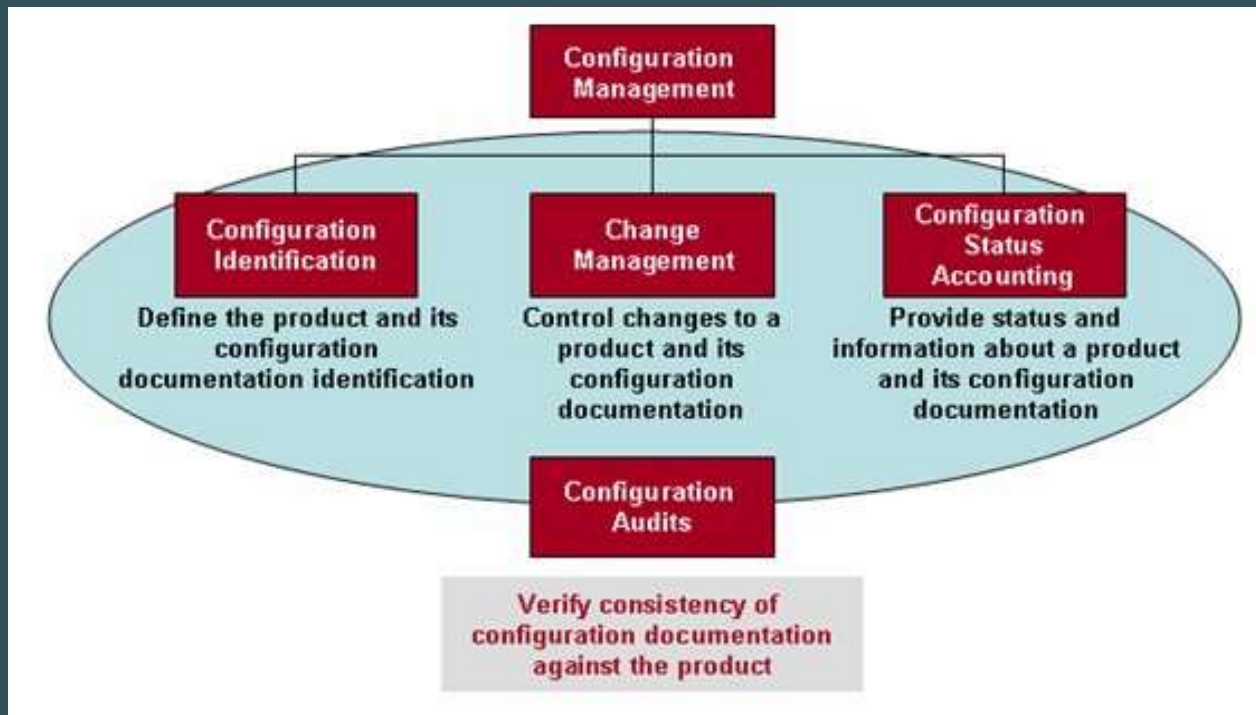 Configuration
Management
Configuration
Identification
Define the product and its
configuration
documentation identification
Change
Management
Control changes to a
product and its
configuration
documentation
Configuration
Status
Accounting
Provide status and
information about a product
and its configuration
documentation
Configuration
Audits
Verify consistency of
configuration documentation
against the product